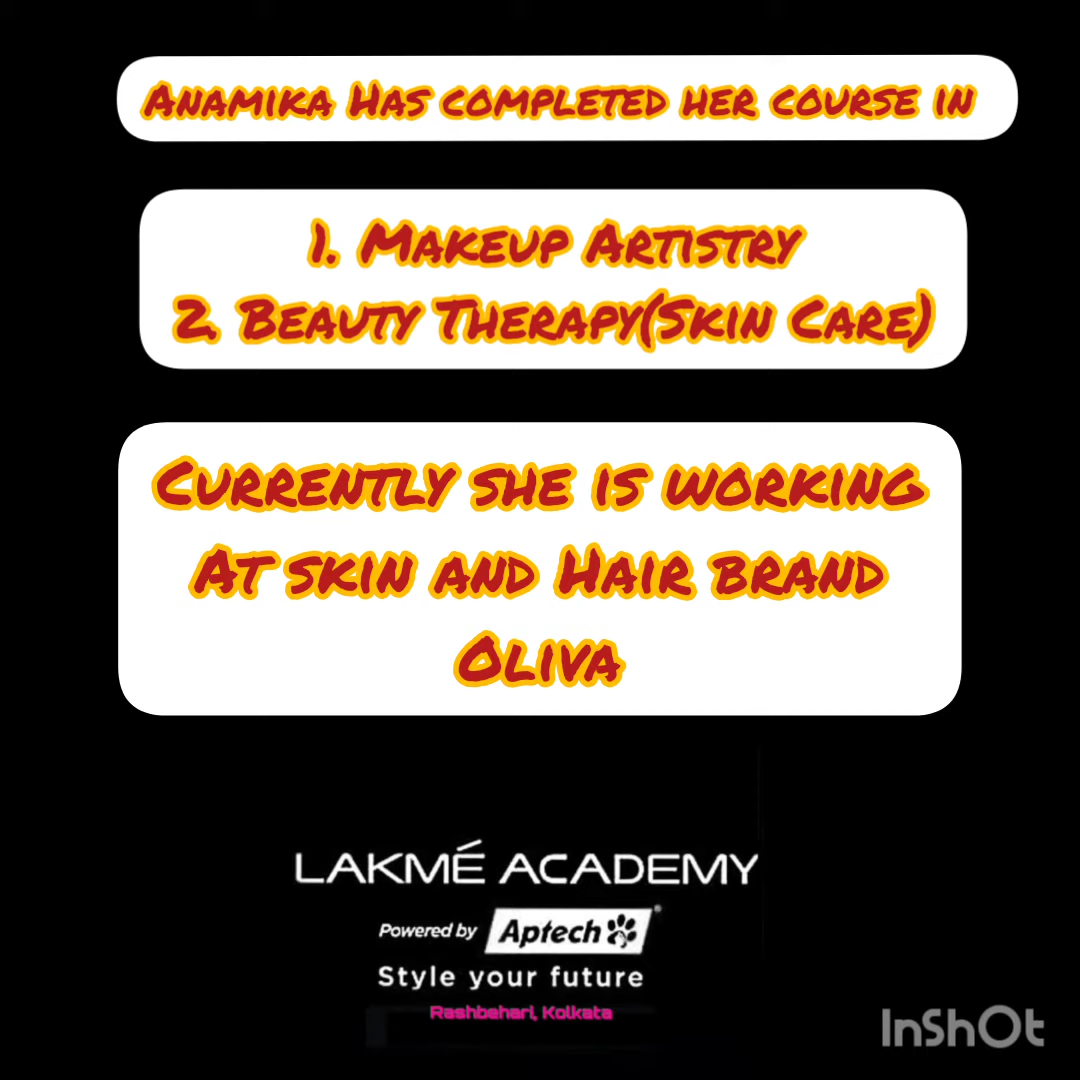 Anamika Has completed her course in
1. Makeup Artistry
2. Beauty Therapy(Skin Care)
Currently she is working
At skin and Hair brand
Oliva
LAKMÉ ACADEMY
Powered by Aptech®
Style your future
Rashbehari, Kolkata
InShOt